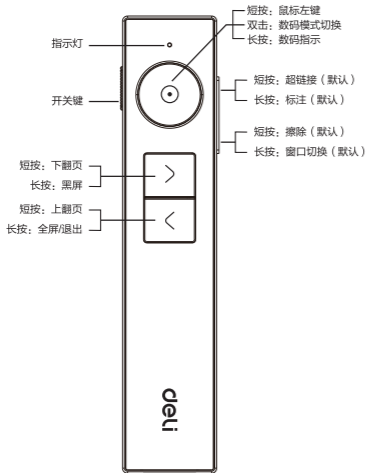 短按：鼠标左键
双击：数码模式切换
长按：数码指示
指示灯
开关键
短按：超链接（默认）
长按：标注（默认）
短按：擦除（默认）
长按：窗口切换（默认）
短按：下翻页
长按：黑屏
短按：上翻页
长按：全屏/退出
deli